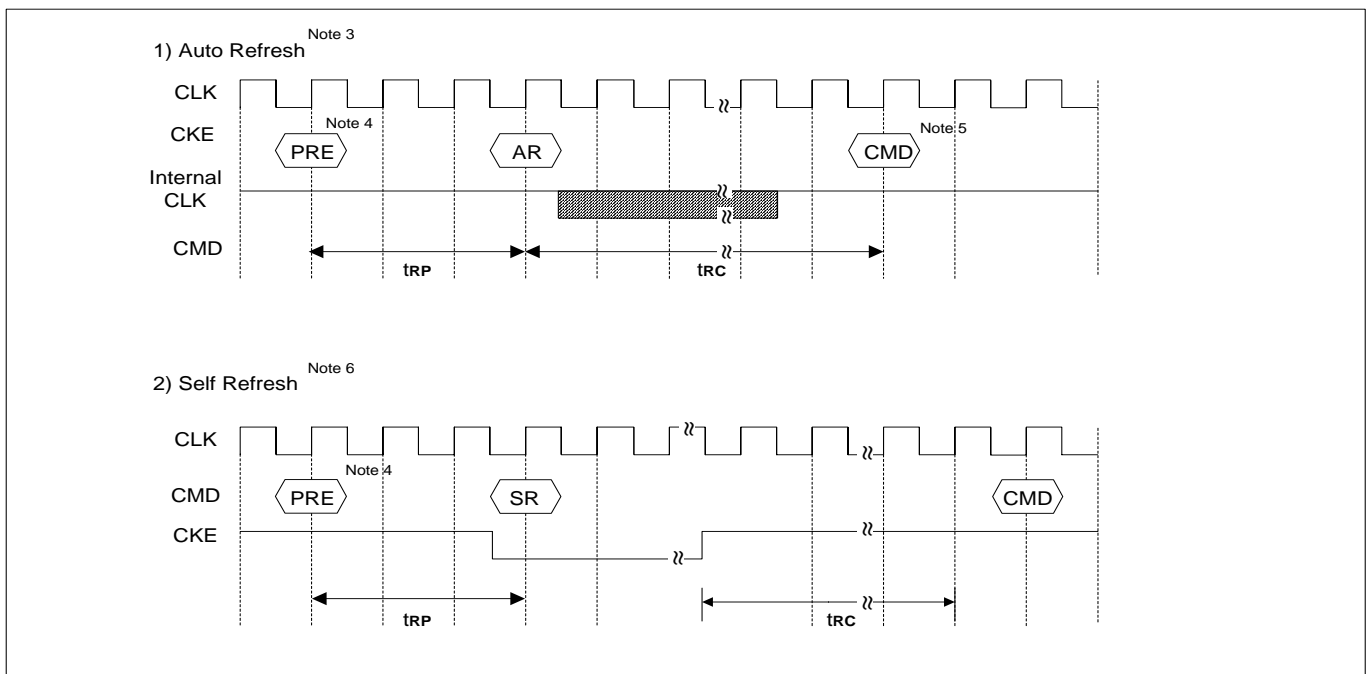 1) Auto Refresh Note 3
CLK
CKE
Note 4
Note 5
PRE
AR
CMD
Internal
CLK
CMD
tRP
tRC
2) Self Refresh Note 6
CLK
Note 4
CMD
PRE
SR
CMD
CKE
tRP
tRC